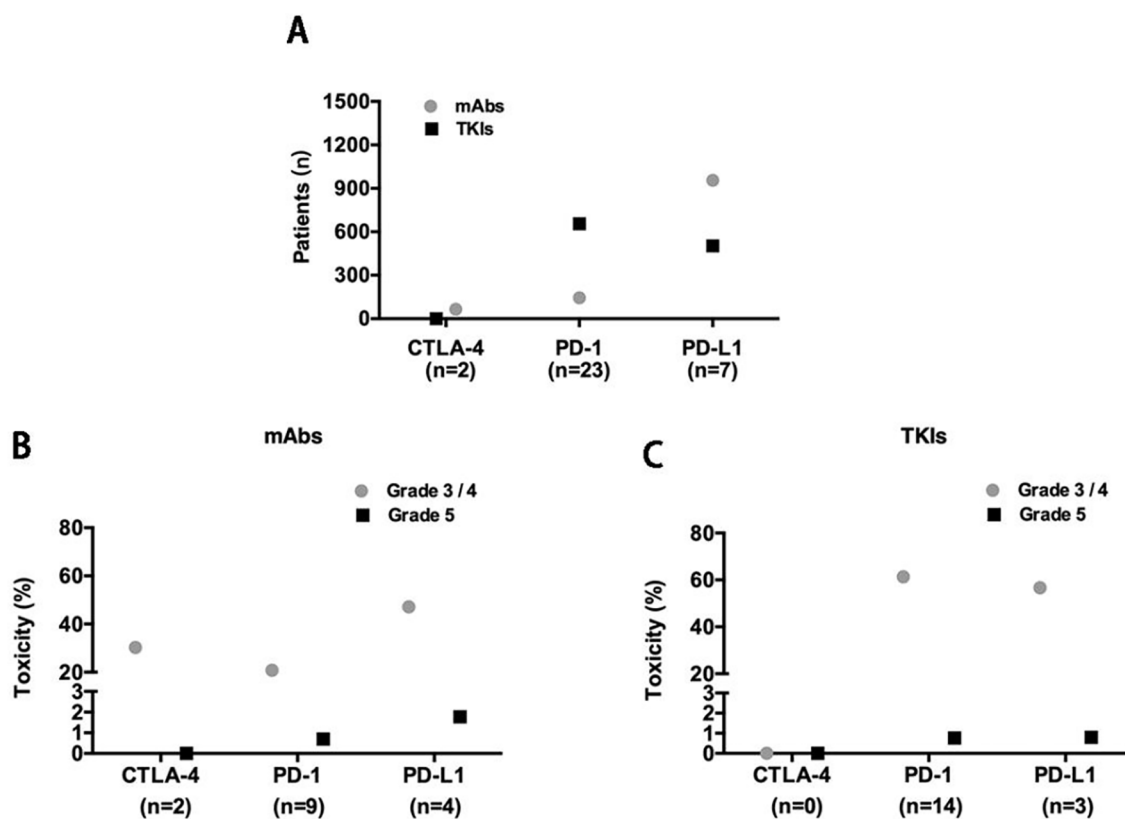 A
1500
1200
900
600
300
0
Patients (n)
mAbs
TKIs
CTLA-4 PD-1 PD-L1
(n=2) (n=23) (n=7)
B
mAbs
Grade 3 / 4
Grade 5
80
60
40
20
3
2
1
0
Toxicity (%)
CTLA-4 PD-1 PD-L1
(n=2) (n=9) (n=4)
C
TKIs
Grade 3 / 4
Grade 5
80
60
40
20
3
2
1
0
Toxicity (%)
CTLA-4 PD-1 PD-L1
(n=0) (n=14) (n=3)